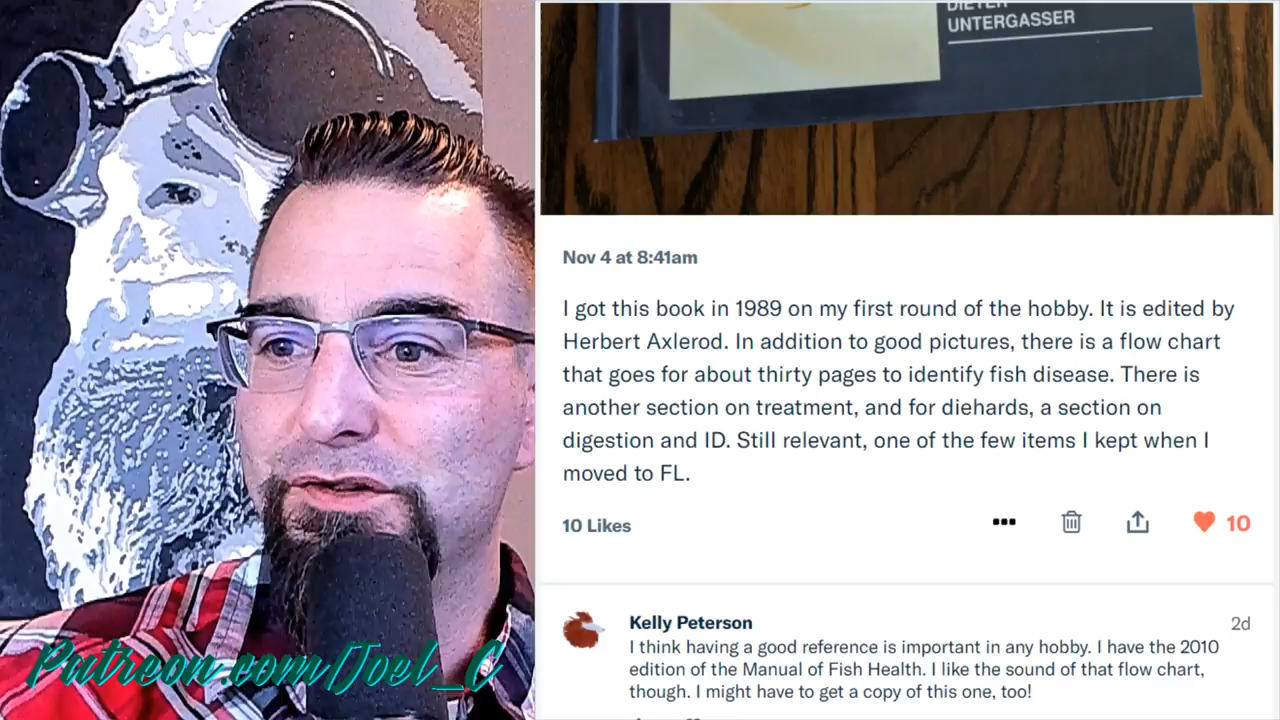 UNTERGASSER
Nov 4 at 8:41am
I got this book in 1989 on my first round of the hobby. It is edited by
Herbert Axlerod. In addition to good pictures, there is a flow chart
that goes for about thirty pages to identify fish disease. There is
another section on treatment, and for diehards, a section on
digestion and ID. Still relevant, one of the few items I kept when I
moved to FL.
10 Likes
10
Kelly Peterson
2d
I think having a good reference is important in any hobby. I have the 2010
edition of the Manual of Fish Health. I like the sound of that flow chart,
though. I might have to get a copy of this one, too!
Patreon.com/Joel_C